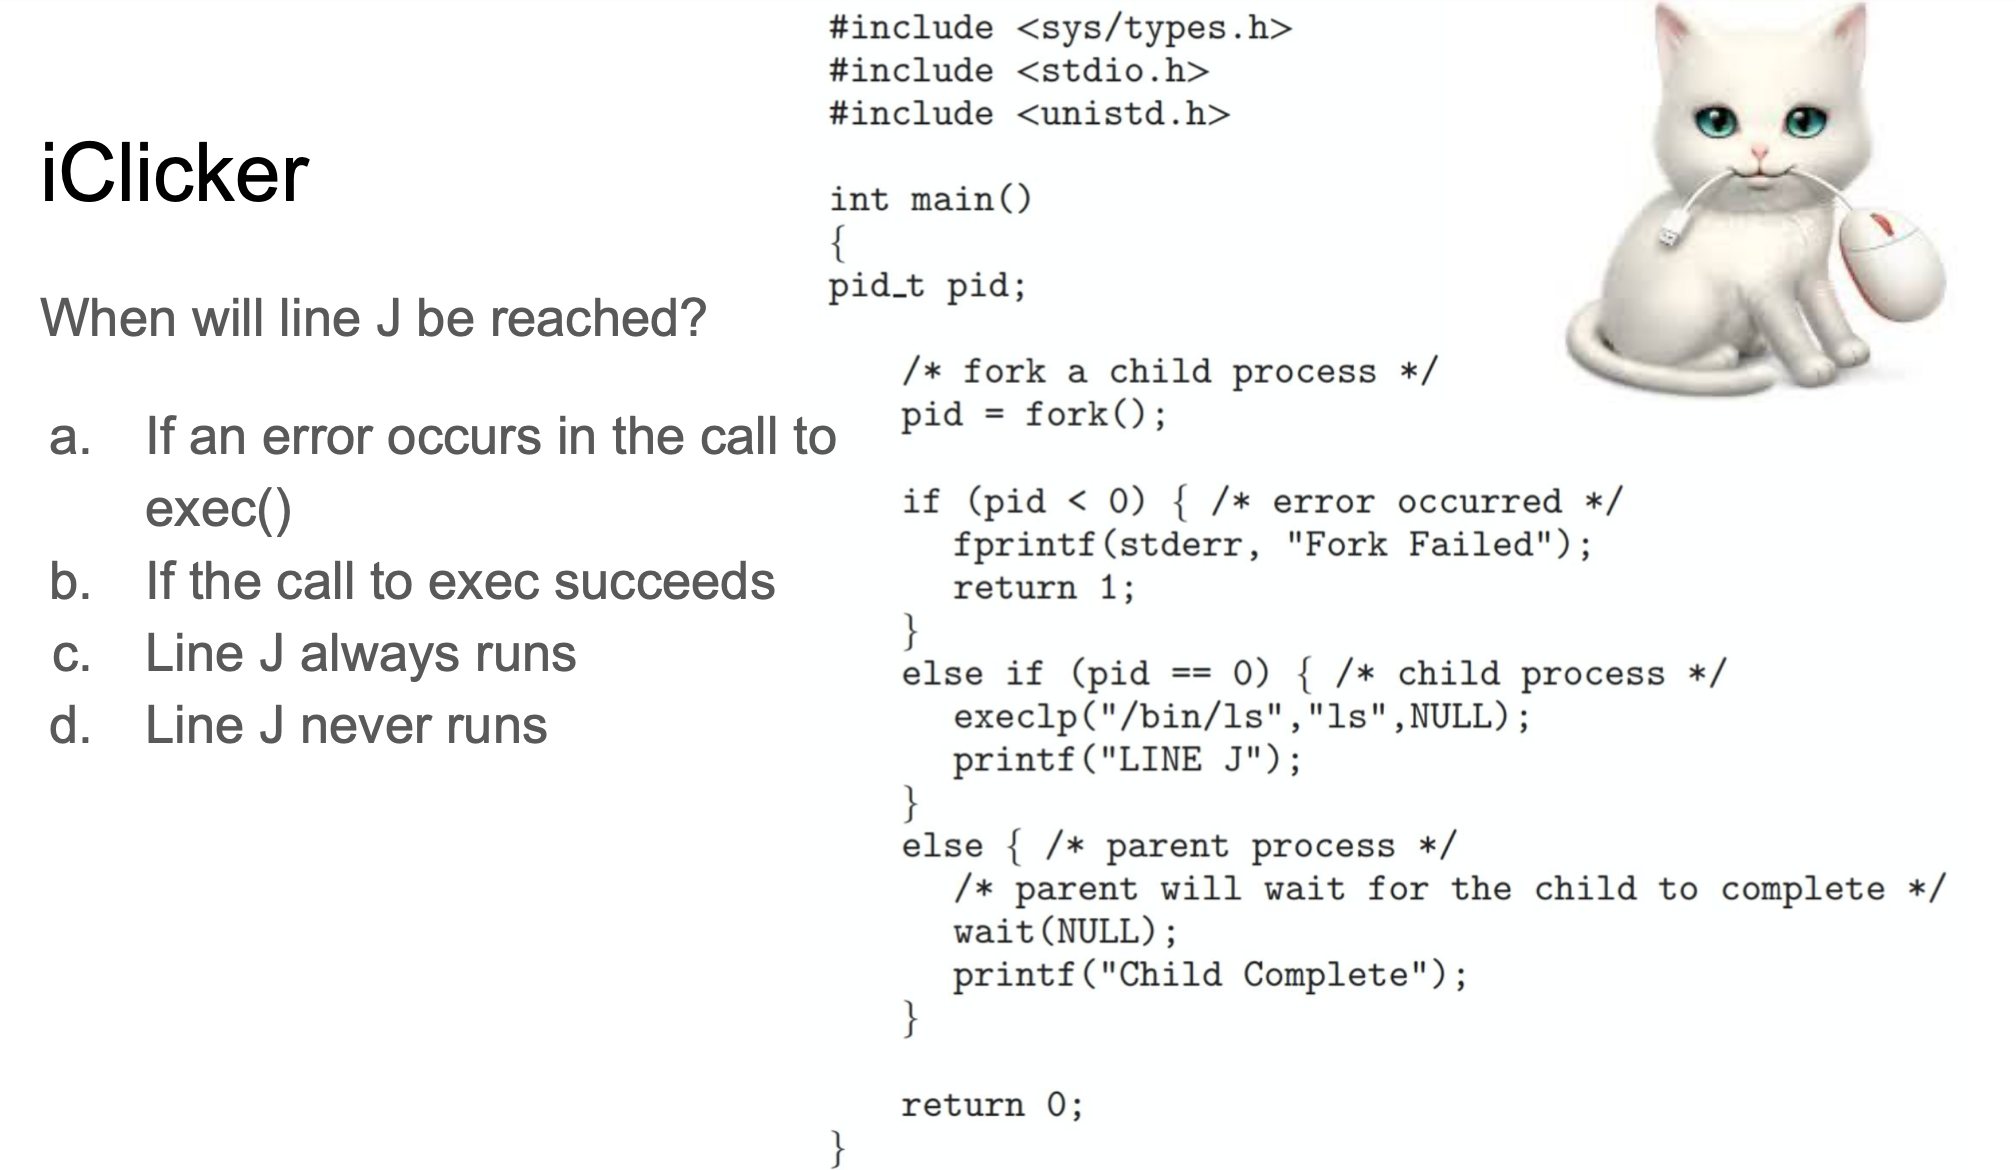 iClicker
When will line J be reached?
a. If an error occurs in the call to
exec()
b. If the call to exec succeeds
c. Line J always runs
d. Line J never runs
#include <sys/types.h>
#include <stdio.h>
#include <unistd.h>
int main()
{
pid_t pid;
/* fork a child process */
pid = fork();
if (pid < 0) { /* error occurred */
fprintf(stderr, "Fork Failed");
return 1;
}
else if (pid == 0) { /* child process */
execlp("/bin/ls","ls",NULL);
printf("LINE J");
}
else { /* parent process */
/* parent will wait for the child to complete */
wait(NULL);
printf("Child Complete");
}
return 0;
}